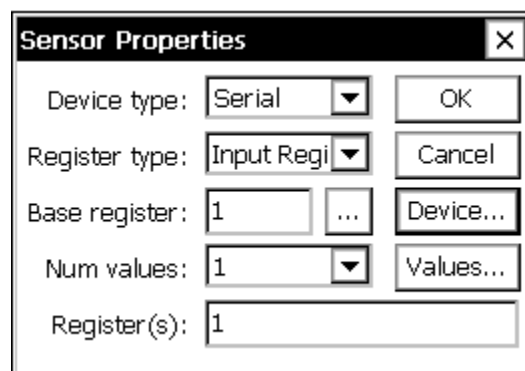 Sensor Properties
Device type: Serial OK
Register type: Input Regi Cancel
Base register: 1 ... Device...
Num values: 1 Values...
Register(s): 1